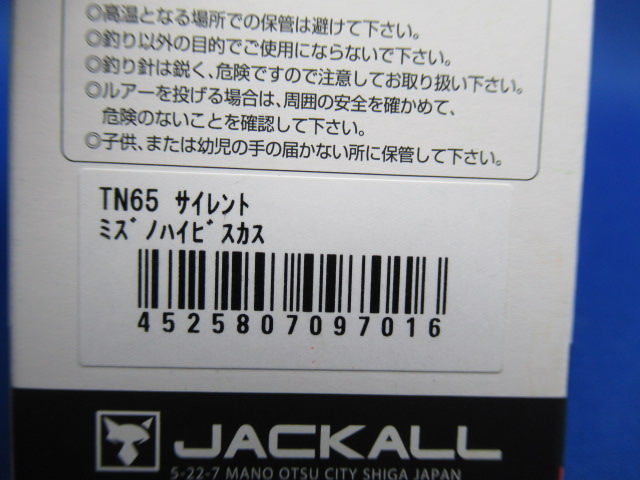 ◎高温となる場所での保管は避けて下さい。
◎釣り以外の目的でご使用にならないで下さい。
◎釣り針は鋭く、危険ですので注意してお取り扱い下さい。
◎ルアーを投げる場合は、周囲の安全を確かめて、
危険のないことを確認して下さい。
◎子供、または幼児の手の届かない所に保管して下さい。
TN65 サイレント
ﾐｽﾞﾉﾊｲﾋﾞｽｶｽ
4525807097016
JACKALL
5-22-7 MANO OTSU CITY SHIGA JAPAN